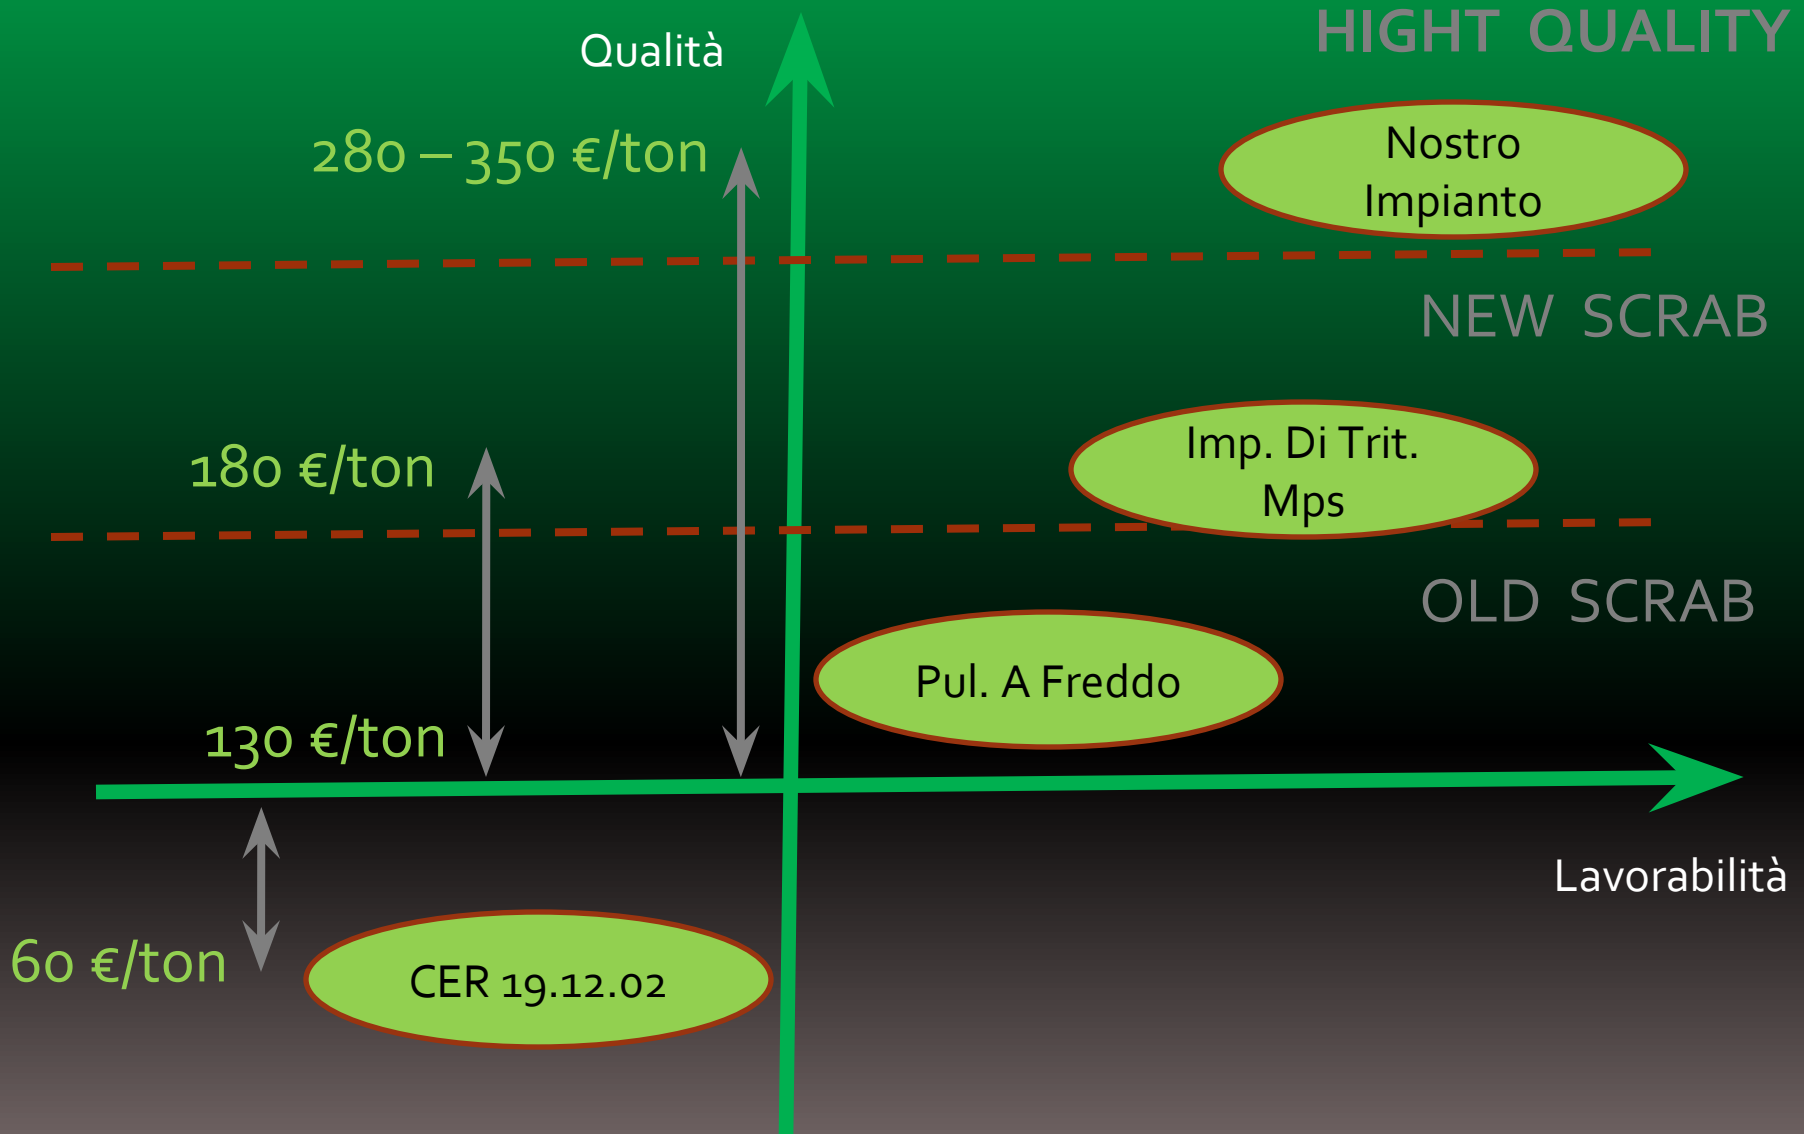 HIGHT QUALITY
Qualità
280 – 350 €/ton
Nostro
Impianto
NEW SCRAB
180 €/ton
Imp. Di Trit.
Mps
OLD SCRAB
Pul. A Freddo
130 €/ton
Lavorabilità
60 €/ton
CER 19.12.02